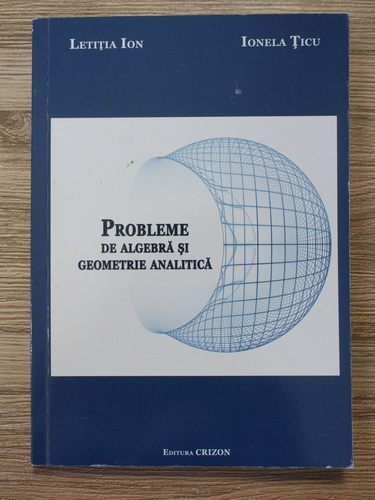 LETIȚIA ION
IONELA ȚICU
PROBLEME
DE ALGEBRĂ ȘI
GEOMETRIE ANALITICĂ
EDITURA CRIZON